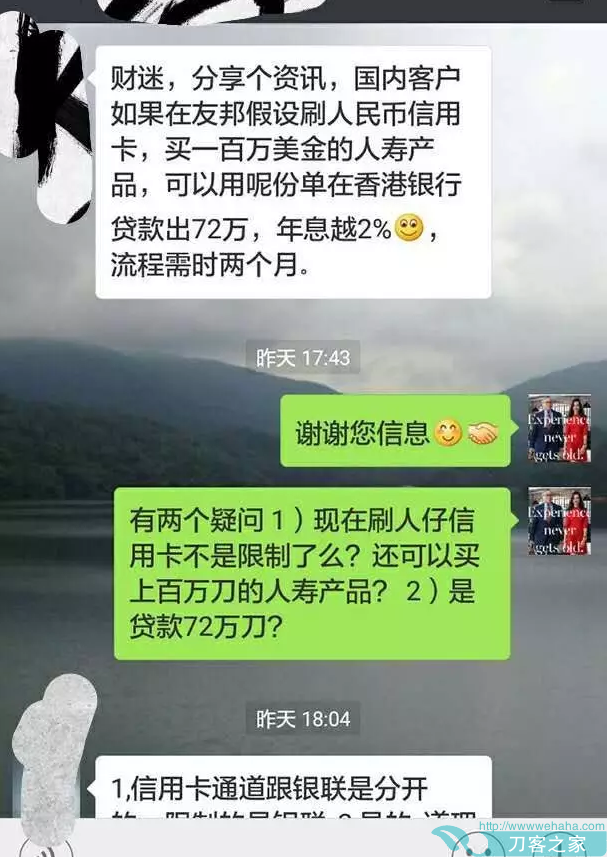 财迷，分享个资讯，国内客户
如果在友邦假设刷人民币信用
卡，买一百万美金的人寿产
品，可以用呢份单在香港银行
贷款出72万，年息越2%😊，
流程需时两个月。
昨天 17:43
谢谢您信息😊🤝
Experience
never
gets old.
有两个疑问 1）现在刷人仔信
用卡不是限制了么？还可以买
上百万刀的人寿产品？ 2）是
贷款72万刀？
Experience
never
gets old.
昨天 18:04
1,信用卡通道跟银联是分开
http://wwwwehaha.com
刀客之家